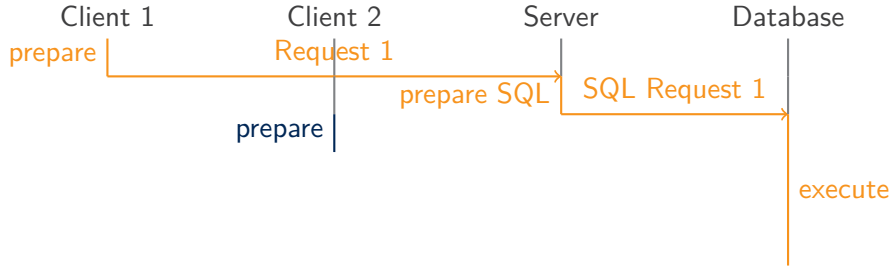 Client 1
Client 2
Server
Database
prepare
Request 1
prepare SQL
SQL Request 1
prepare
execute